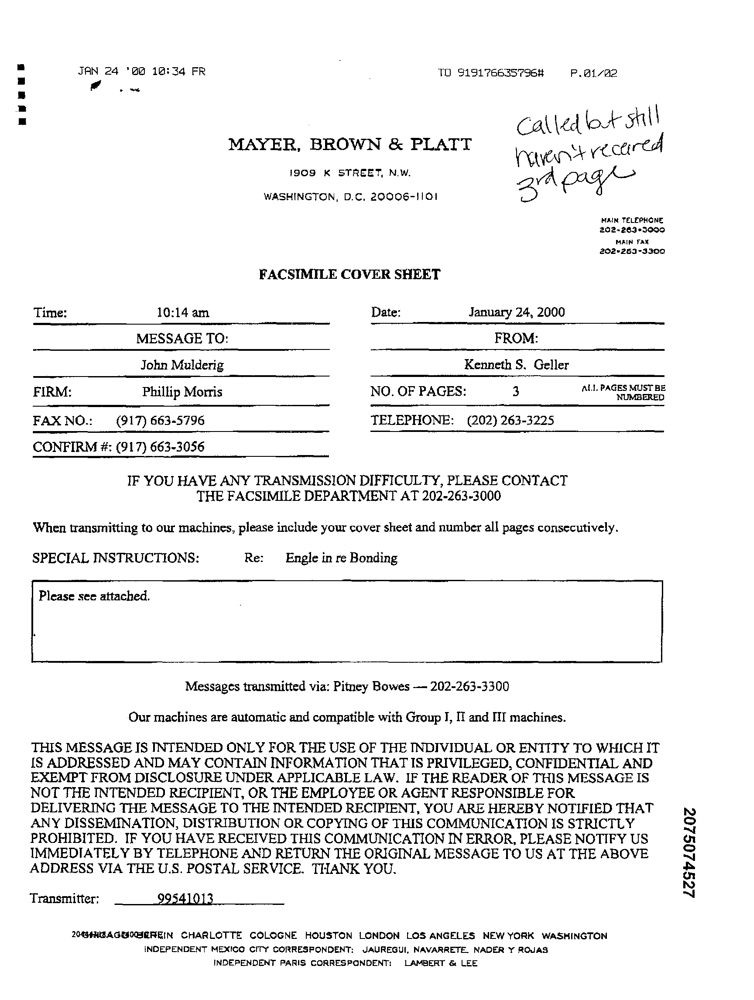 JAN 24 '00 10:34 FR TO 919176635796# P.01/02
Called but still
haven't received
3rd page
MAYER, BROWN & PLATT
1909 K STREET, N.W.
WASHINGTON, D.C. 20006-1101
MAIN TELEPHONE
202-263-3000
MAIN FAX
202-263-3300
FACSIMILE COVER SHEET
Time: 10:14 am Date: January 24, 2000
MESSAGE TO: FROM:
John Mulderig Kenneth S. Geller
FIRM: Phillip Morris NO. OF PAGES: 3 ALL PAGES MUST BE
NUMBERED
FAX NO.: (917) 663-5796 TELEPHONE: (202) 263-3225
CONFIRM #: (917) 663-3056
IF YOU HAVE ANY TRANSMISSION DIFFICULTY, PLEASE CONTACT
THE FACSIMILE DEPARTMENT AT 202-263-3000
When transmitting to our machines, please include your cover sheet and number all pages consecutively.
SPECIAL INSTRUCTIONS: Re: Engle in re Bonding
Please see attached.
Messages transmitted via: Pitney Bowes — 202-263-3300
Our machines are automatic and compatible with Group I, II and III machines.
THIS MESSAGE IS INTENDED ONLY FOR THE USE OF THE INDIVIDUAL OR ENTITY TO WHICH IT
IS ADDRESSED AND MAY CONTAIN INFORMATION THAT IS PRIVILEGED, CONFIDENTIAL AND
EXEMPT FROM DISCLOSURE UNDER APPLICABLE LAW. IF THE READER OF THIS MESSAGE IS
NOT THE INTENDED RECIPIENT, OR THE EMPLOYEE OR AGENT RESPONSIBLE FOR
DELIVERING THE MESSAGE TO THE INTENDED RECIPIENT, YOU ARE HEREBY NOTIFIED THAT
ANY DISSEMINATION, DISTRIBUTION OR COPYING OF THIS COMMUNICATION IS STRICTLY
PROHIBITED. IF YOU HAVE RECEIVED THIS COMMUNICATION IN ERROR, PLEASE NOTIFY US
IMMEDIATELY BY TELEPHONE AND RETURN THE ORIGINAL MESSAGE TO US AT THE ABOVE
ADDRESS VIA THE U.S. POSTAL SERVICE. THANK YOU.
2075074527
Transmitter: 99541013
CHARLOTTE COLOGNE HOUSTON LONDON LOS ANGELES NEW YORK WASHINGTON
INDEPENDENT MEXICO CITY CORRESPONDENT: JAUREGUI, NAVARRETE, NADER Y ROJAS
INDEPENDENT PARIS CORRESPONDENT: LAMBERT & LEE